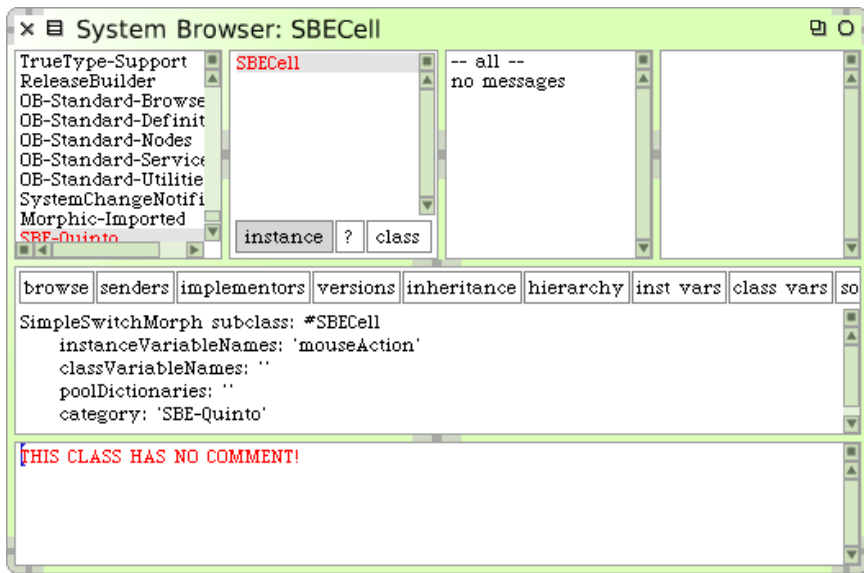 System Browser: SBECell
TrueType-Support
ReleaseBuilder
OB-Standard-Browse
OB-Standard-Definit
OB-Standard-Nodes
OB-Standard-Service
OB-Standard-Utilitie
SystemChangeNotifi
Morphic-Imported
SBE-Quinto
SBECell
instance ? class
-- all --
no messages
browse senders implementors versions inheritance hierarchy inst vars class vars so
SimpleSwitchMorph subclass: #SBECell
instanceVariableNames: 'mouseAction'
classVariableNames: ''
poolDictionaries: ''
category: 'SBE-Quinto'
THIS CLASS HAS NO COMMENT!